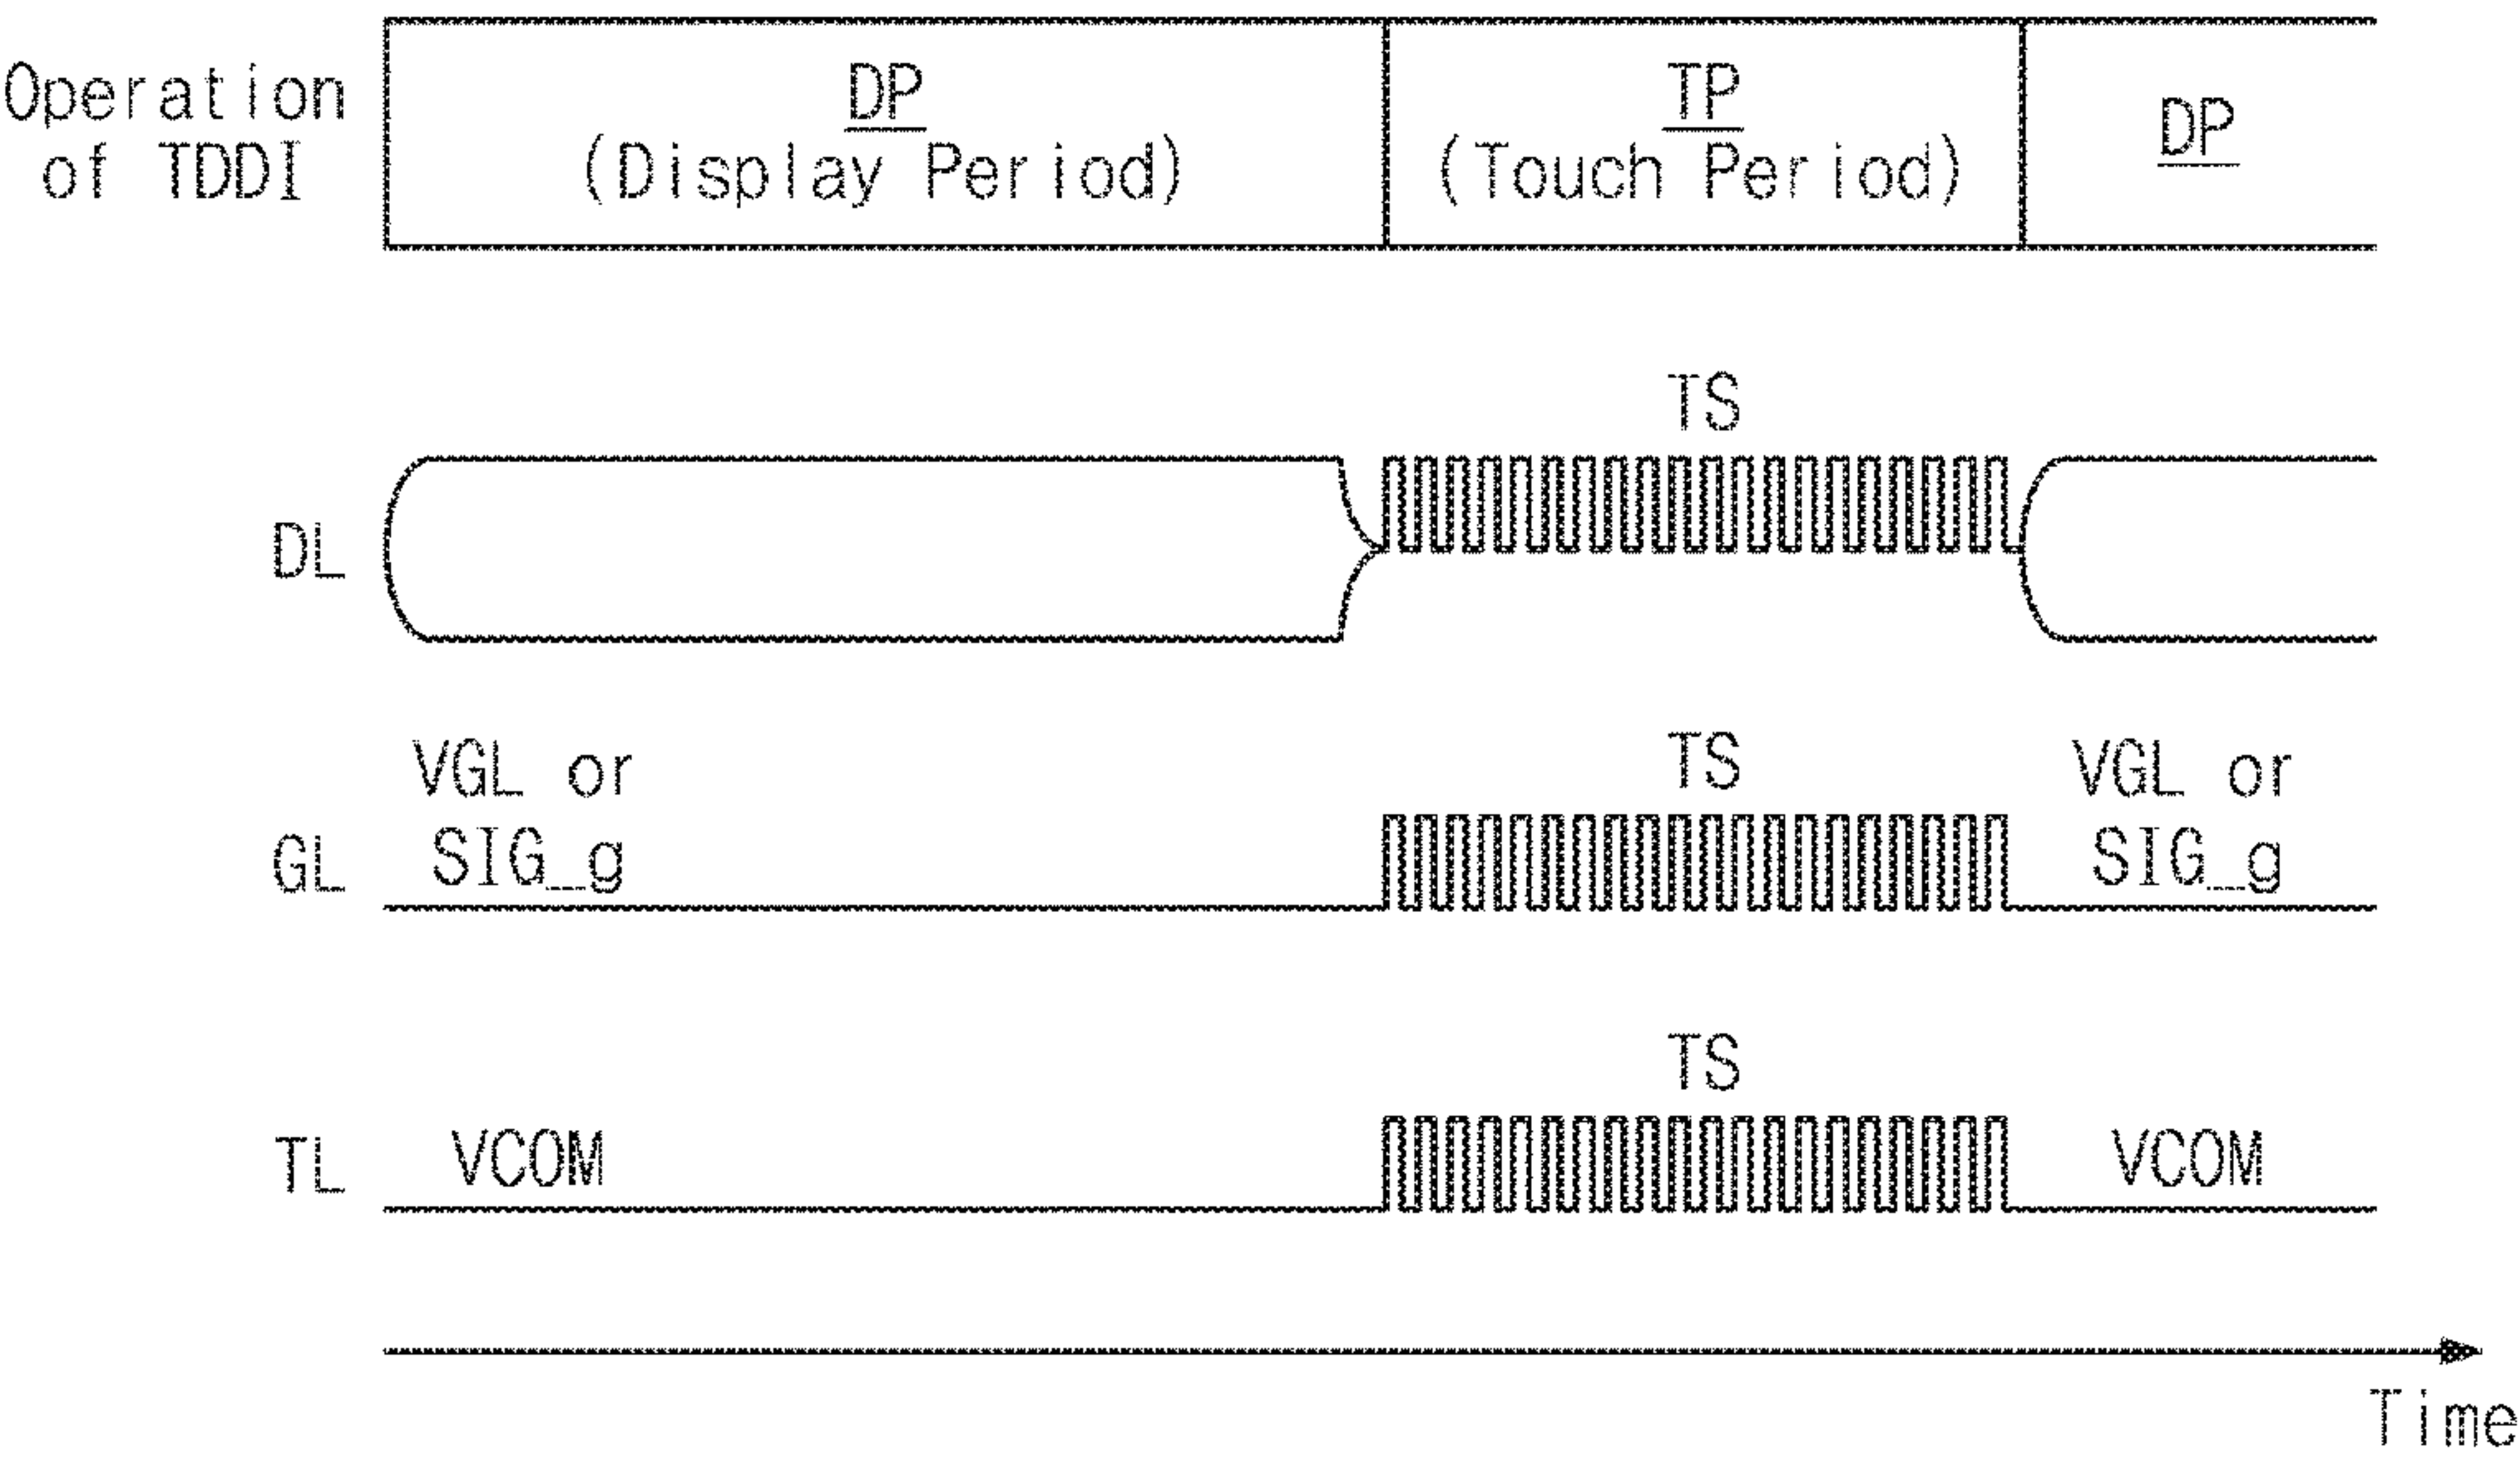 Operation
of TDDI
DP
(Display Period)
TP
(Touch Period)
DP
TS
DL
VGL or
SIG_g
TS
VGL or
SIG_g
GL
TS
TL
VCOM
VCOM
Time